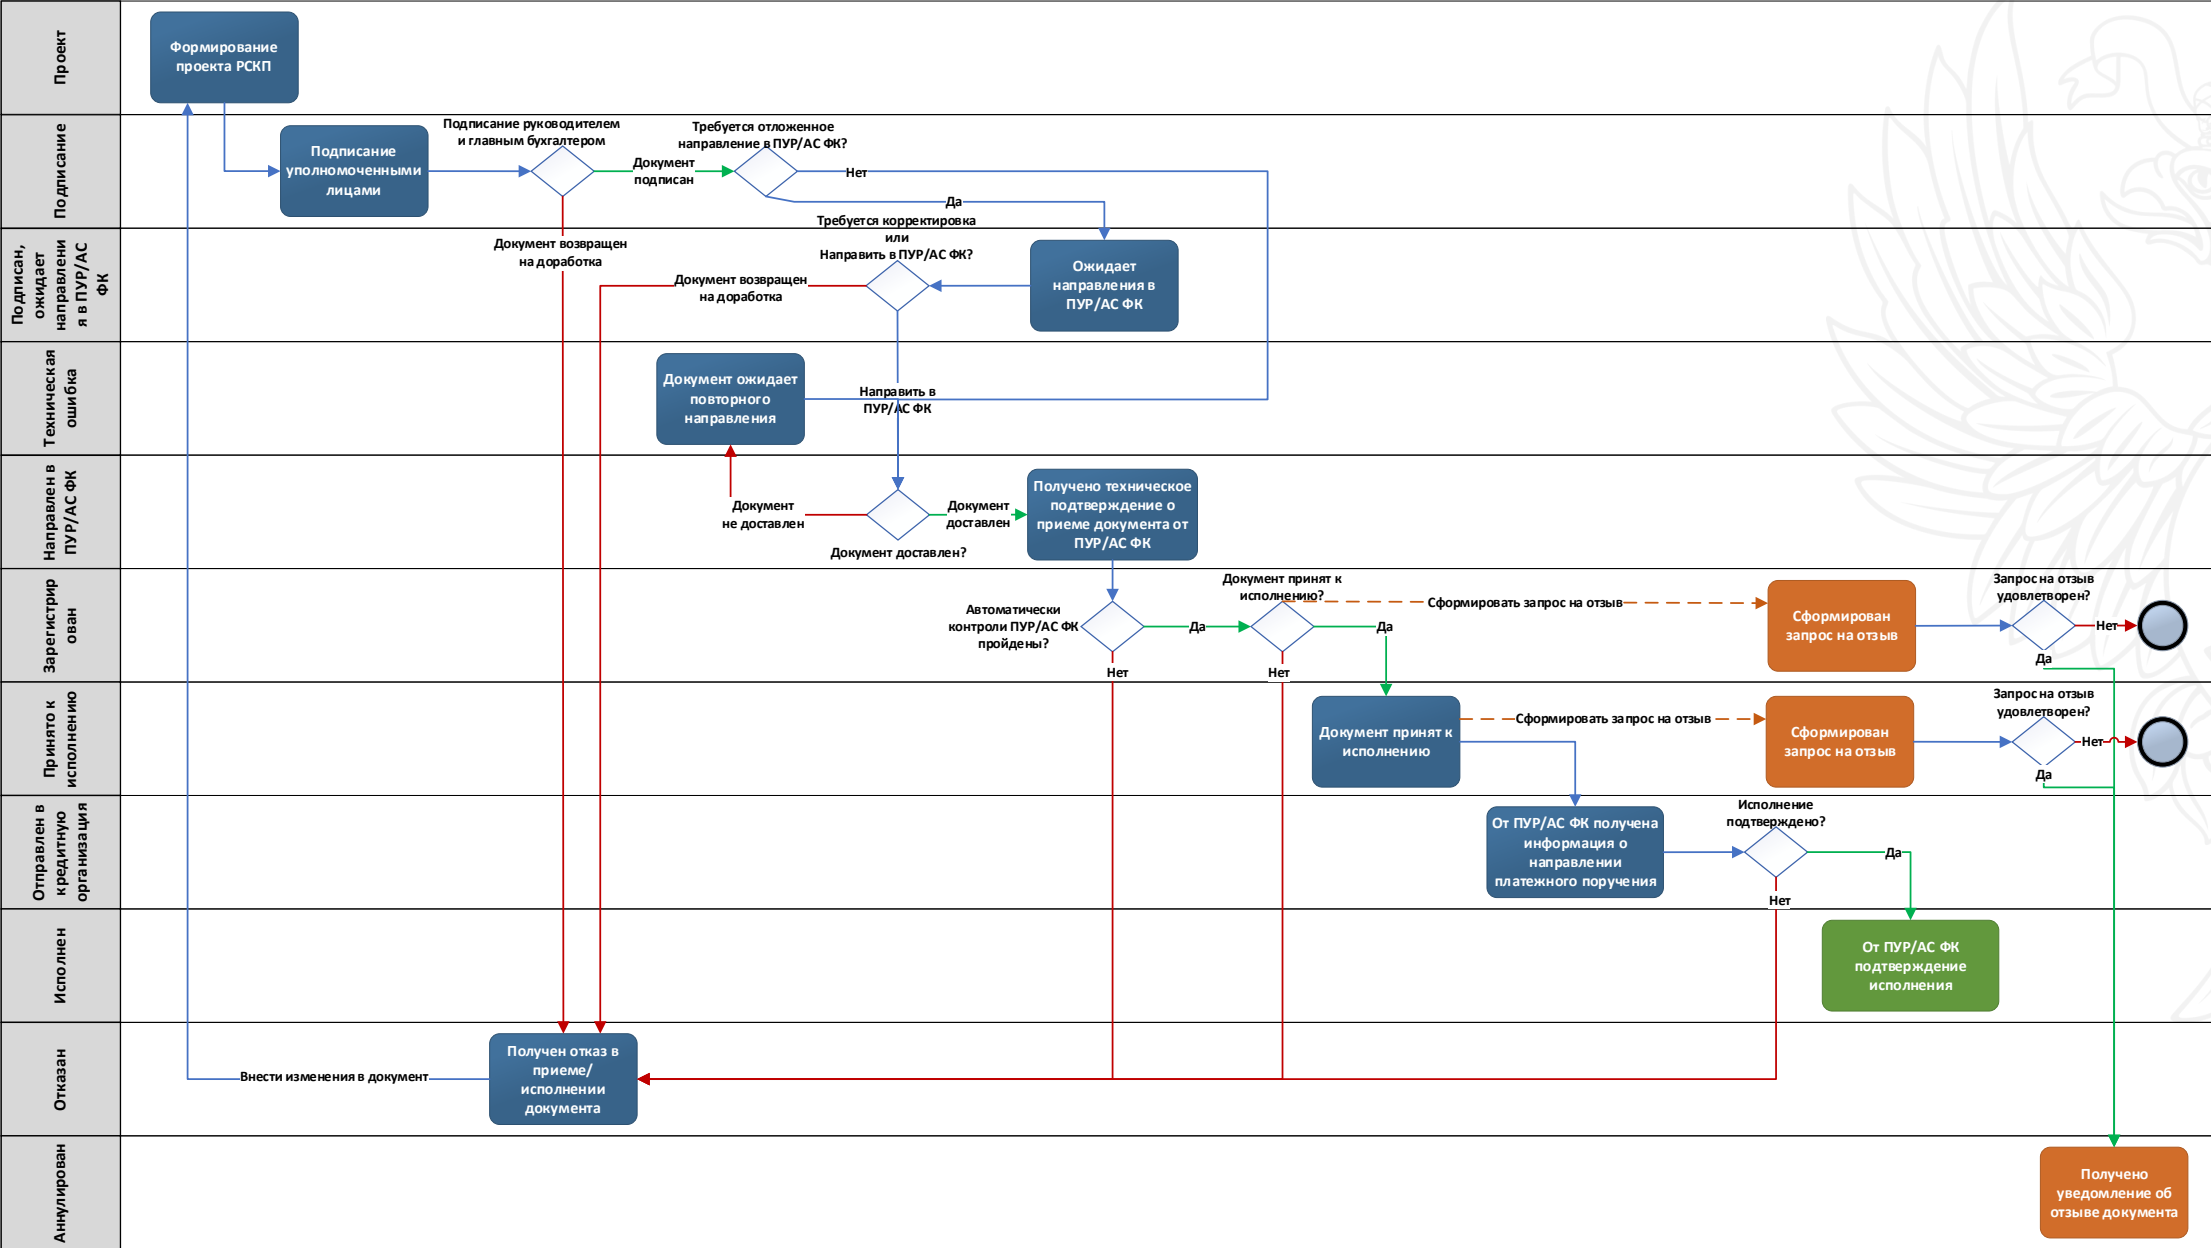 Проект
Формирование
проекта РСКП
Подписание
Подписание
уполномоченными
лицами
Подписание руководителем
и главным бухгалтером
Документ
подписан
Требуется отложенное
направление в ПУР/АС ФК?
Нет
Да
Документ возвращен
на доработка
Подписан,
ожидает
направлени
я в ПУР/АС
ФК
Требуется корректировка
или
Направить в ПУР/АС ФК?
Документ возвращен
на доработка
Ожидает
направления в
ПУР/АС ФК
Техническая
ошибка
Документ ожидает
повторного
направления
Направить в
ПУР/АС ФК
Направлен в
ПУР/АС ФК
Документ
не доставлен
Документ
доставлен
Документ доставлен?
Получено техническое
подтверждение о
приеме документа от
ПУР/АС ФК
Зарегистрир
ован
Автоматически
контроли ПУР/АС ФК
пройдены?
Да
Нет
Документ принят к
исполнению?
Да
Нет
Сформировать запрос на отзыв
Сформирован
запрос на отзыв
Запрос на отзыв
удовлетворен?
Нет
Да
Принято к
исполнению
Документ принят к
исполнению
Сформировать запрос на отзыв
Сформирован
запрос на отзыв
Запрос на отзыв
удовлетворен?
Нет
Да
Отправлен в
кредитную
организация
От ПУР/АС ФК получена
информация о
направлении
платежного поручения
Исполнение
подтверждено?
Да
Нет
Исполнен
От ПУР/АС ФК
подтверждение
исполнения
Отказан
Внести изменения в документ
Получен отказ в
приеме/
исполнении
документа
Аннулирован
Получено
уведомление об
отзыве документа